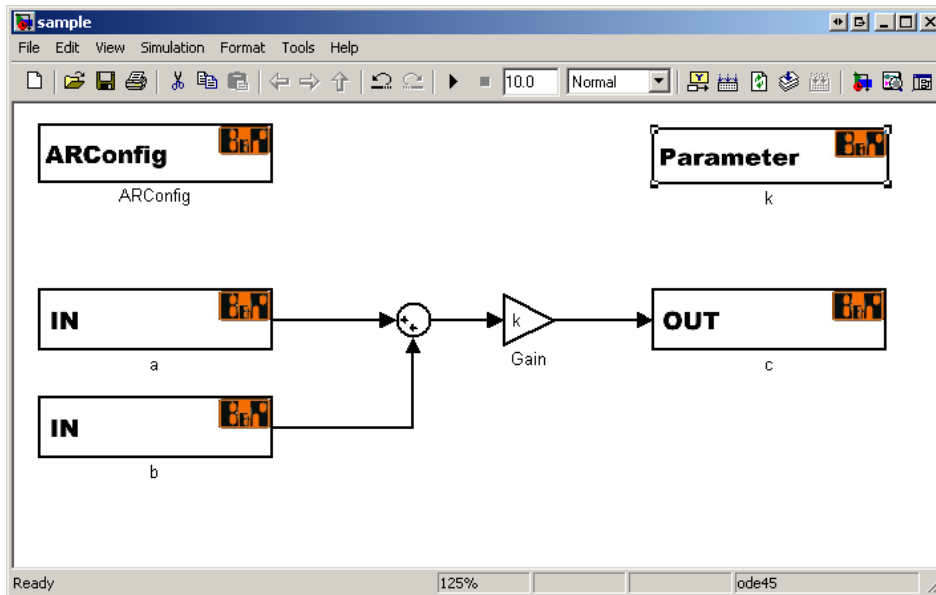 sample
File Edit View Simulation Format Tools Help
10.0 Normal
ARConfig B&R
ARConfig
Parameter B&R
k
IN B&R
a
k
Gain
OUT B&R
c
IN B&R
b
Ready 125% ode45